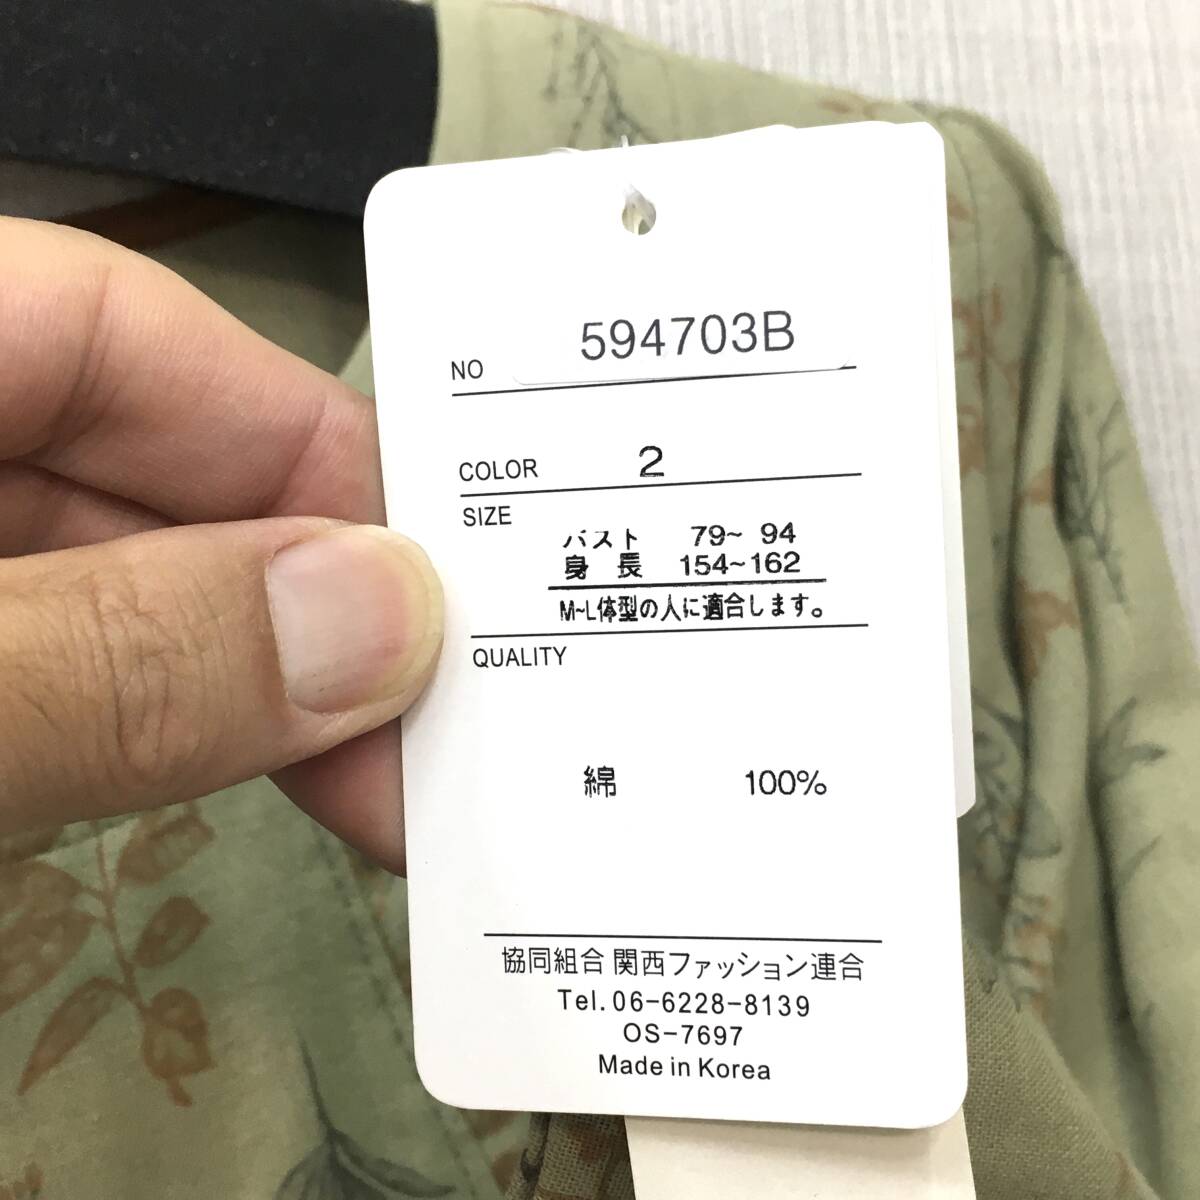 NO 594703B
COLOR 2
SIZE
バスト 79~ 94
身 長 154~162
M~L体型の人に適合します。
QUALITY
綿 100%
協同組合 関西ファッション連合
Tel. 06-6228-8139
OS-7697
Made in Korea